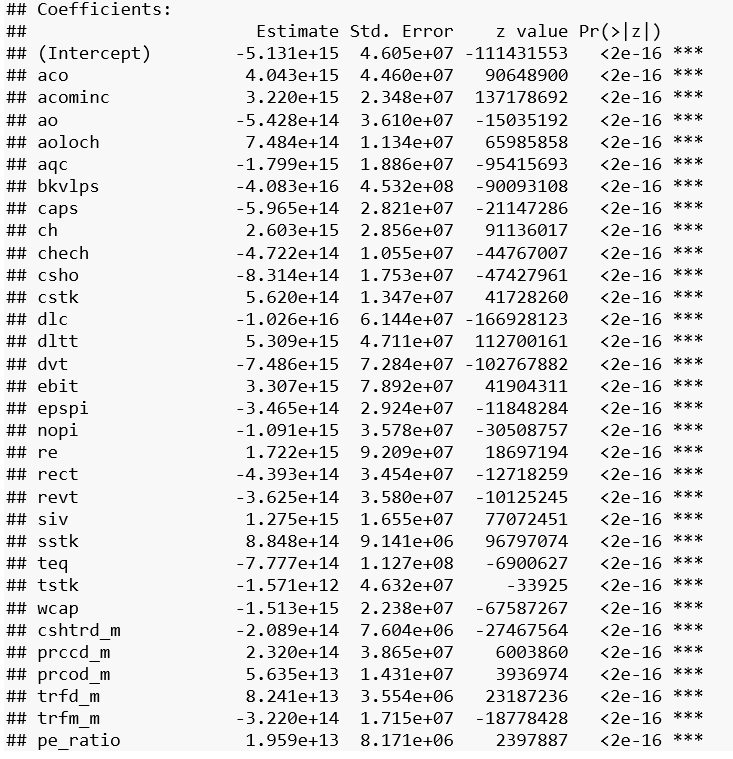 ## Coefficients:
##                      Estimate Std. Error    z value Pr(>|z|)
## (Intercept)        -5.131e+15  4.605e+07 -111431553   <2e-16 ***
## aco                 4.043e+15  4.460e+07   90648900   <2e-16 ***
## acominc             3.220e+15  2.348e+07  137178692   <2e-16 ***
## ao                 -5.428e+14  3.610e+07  -15035192   <2e-16 ***
## aoloch              7.484e+14  1.134e+07   65985858   <2e-16 ***
## aqc                -1.799e+15  1.886e+07  -95415693   <2e-16 ***
## bkvlps             -4.083e+16  4.532e+08  -90093108   <2e-16 ***
## caps               -5.965e+14  2.821e+07  -21147286   <2e-16 ***
## ch                  2.603e+15  2.856e+07   91136017   <2e-16 ***
## chech              -4.722e+14  1.055e+07  -44767007   <2e-16 ***
## csho               -8.314e+14  1.753e+07  -47427961   <2e-16 ***
## cstk                5.620e+14  1.347e+07   41728260   <2e-16 ***
## dlc                -1.026e+16  6.144e+07 -166928123   <2e-16 ***
## dltt                5.309e+15  4.711e+07  112700161   <2e-16 ***
## dvt                -7.486e+15  7.284e+07 -102767882   <2e-16 ***
## ebit                3.307e+15  7.892e+07   41904311   <2e-16 ***
## epspi              -3.465e+14  2.924e+07  -11848284   <2e-16 ***
## nopi               -1.091e+15  3.578e+07  -30508757   <2e-16 ***
## re                  1.722e+15  9.209e+07   18697194   <2e-16 ***
## rect               -4.393e+14  3.454e+07  -12718259   <2e-16 ***
## revt               -3.625e+14  3.580e+07  -10125245   <2e-16 ***
## siv                 1.275e+15  1.655e+07   77072451   <2e-16 ***
## sstk                8.848e+14  9.141e+06   96797074   <2e-16 ***
## teq                -7.777e+14  1.127e+08   -6900627   <2e-16 ***
## tstk               -1.571e+12  4.632e+07     -33925   <2e-16 ***
## wcap               -1.513e+15  2.238e+07  -67587267   <2e-16 ***
## cshtrd_m           -2.089e+14  7.604e+06  -27467564   <2e-16 ***
## prccd_m             2.320e+14  3.865e+07    6003860   <2e-16 ***
## prcod_m             5.635e+13  1.431e+07    3936974   <2e-16 ***
## trfd_m              8.241e+13  3.554e+06   23187236   <2e-16 ***
## trfm_m             -3.220e+14  1.715e+07  -18778428   <2e-16 ***
## pe_ratio            1.959e+13  8.171e+06    2397887   <2e-16 ***